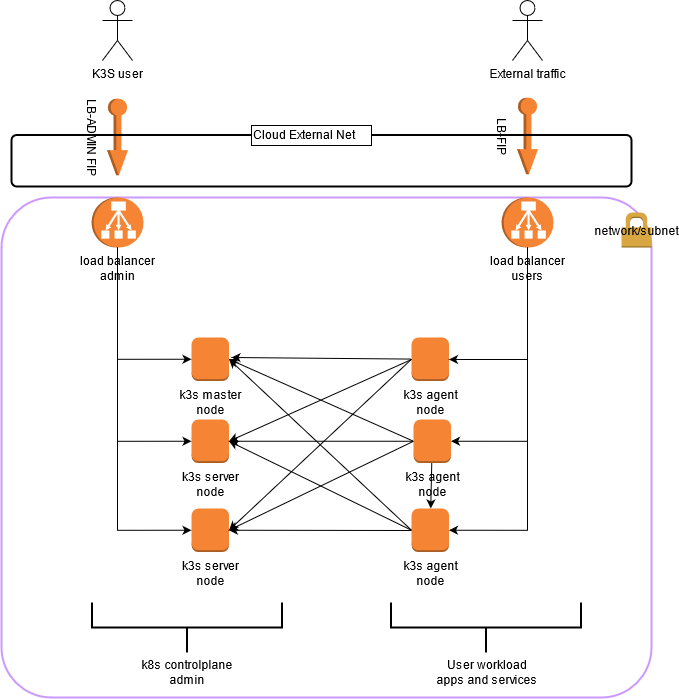 K3S user
External traffic
LB-ADMIN FIP
LB-FIP
Cloud External Net
load balancer
admin
load balancer
users
network/subnet
k3s master
node
k3s agent
node
k3s server
node
k3s agent
node
k3s server
node
k3s agent
node
k8s controlplane
admin
User workload
apps and services